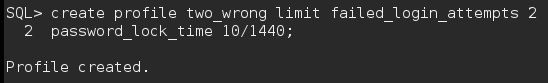 SQL> create profile two_wrong limit failed_login_attempts 2
2 password_lock_time 10/1440;
Profile created.